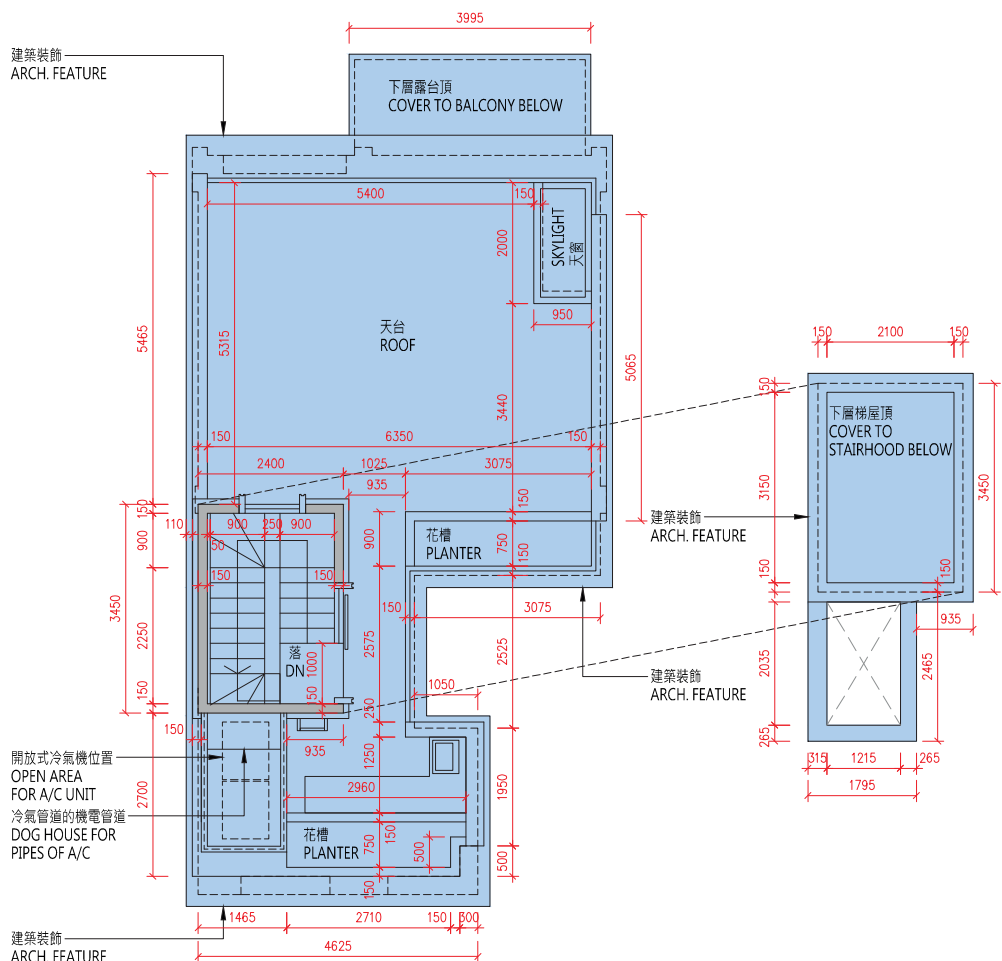 3995
建築裝飾
ARCH. FEATURE
下層露台頂
COVER TO BALCONY BELOW
5400
150
2000
SKYLIGHT
天窗
950
5465
5315
天台
ROOF
5065
3440
150
6350
150
2400
1025
3075
935
150
110
150
900
250
900
50
900
900
150
花槽
PLANTER
750
150
150
150
3450
2250
150
3075
2575
2525
落
DN
1000
150
1050
250
150
935
1250
開放式冷氣機位置
OPEN AREA
FOR A/C UNIT
冷氣管道的機電管道
DOG HOUSE FOR
PIPES OF A/C
2700
2960
1950
花槽
PLANTER
750
150
500
500
150
1465
2710
150
300
4625
建築裝飾
ARCH. FEATURE
建築裝飾
ARCH. FEATURE
建築裝飾
ARCH. FEATURE
150
2100
150
150
下層梯屋頂
COVER TO
STAIRHOOD BELOW
3150
3450
150
150
935
2035
2465
265
315
1215
265
1795